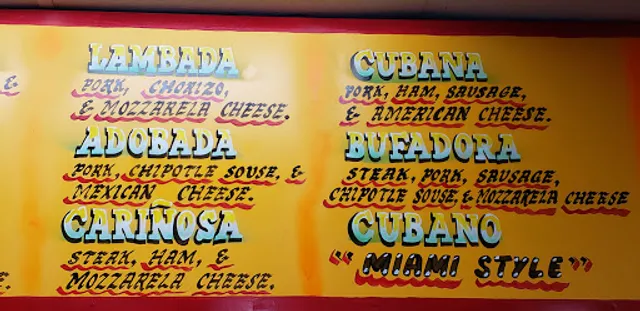 &
E.
LAMBADA
PORK, CHORIZO,
& MOZZARELA CHEESE.
ADOBADA
PORK, CHIPOTLE SOUSE, &
MEXICAN CHEESE.
CARIÑOSA
STEAK, HAM, &
MOZZARELA CHEESE.
CUBANA
PORK, HAM, SAUSAGE,
& AMERICAN CHEESE.
BUFADORA
STEAK, PORK, SAUSAGE,
CHIPOTLE SOUSE, & MOZZARELA CHEESE
CUBANO
"MIAMI STYLE"